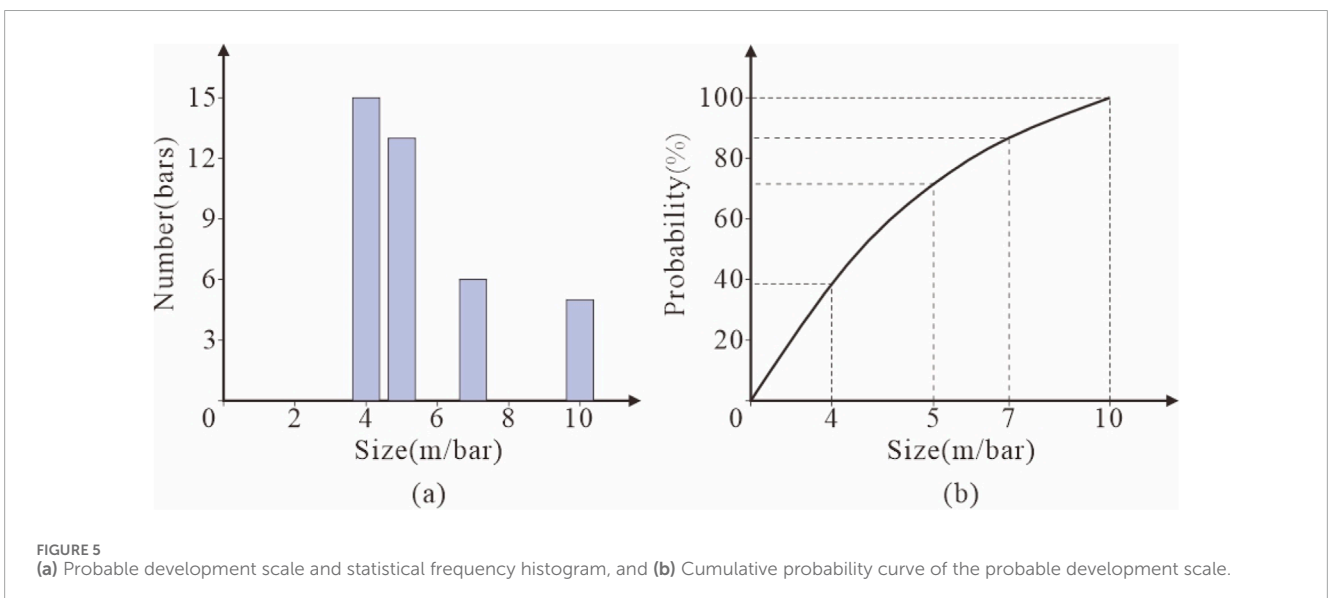 15
12
9
6
3
0
2 4 6 8 10
Number(bars)
Size(m/bar)
(a)
100
80
60
40
20
0
4 5 7 10
Probability(%)
Size(m/bar)
(b)
FIGURE 5
(a) Probable development scale and statistical frequency histogram, and (b) Cumulative probability curve of the probable development scale.